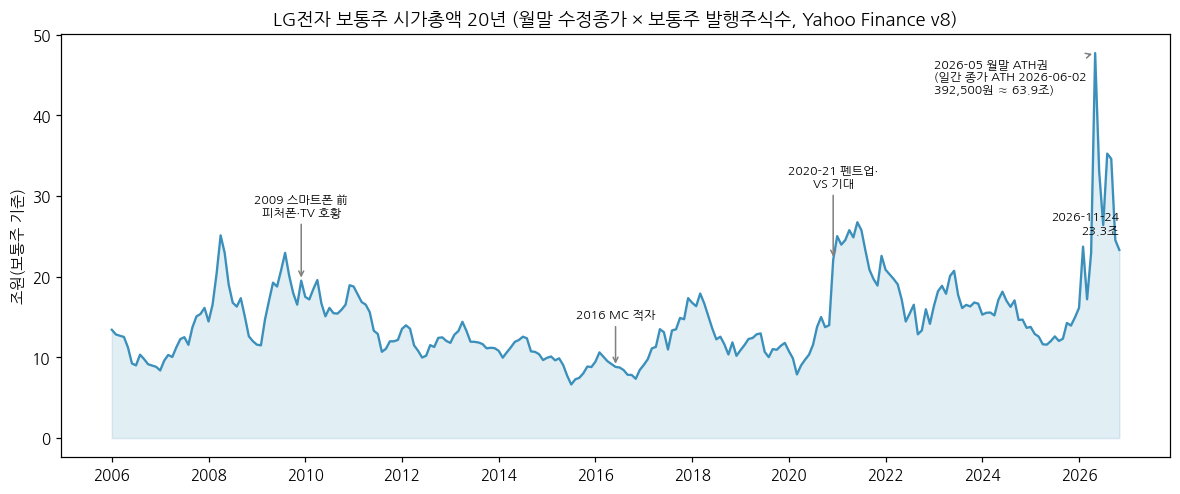 LG전자 보통주 시가총액 20년 (월말 수정종가 × 보통주 발행주식수, Yahoo Finance v8)
조원(보통주 기준)
50
40
30
20
10
0
2026-05 월말 ATH권
(일간 종가 ATH 2026-06-02
392,500원 ≈ 63.9조)
2020-21 펜트업·
VS 기대
2009 스마트폰 前
피처폰·TV 호황
2026-11-24
23.3조
2016 MC 적자
2006
2008
2010
2012
2014
2016
2018
2020
2022
2024
2026